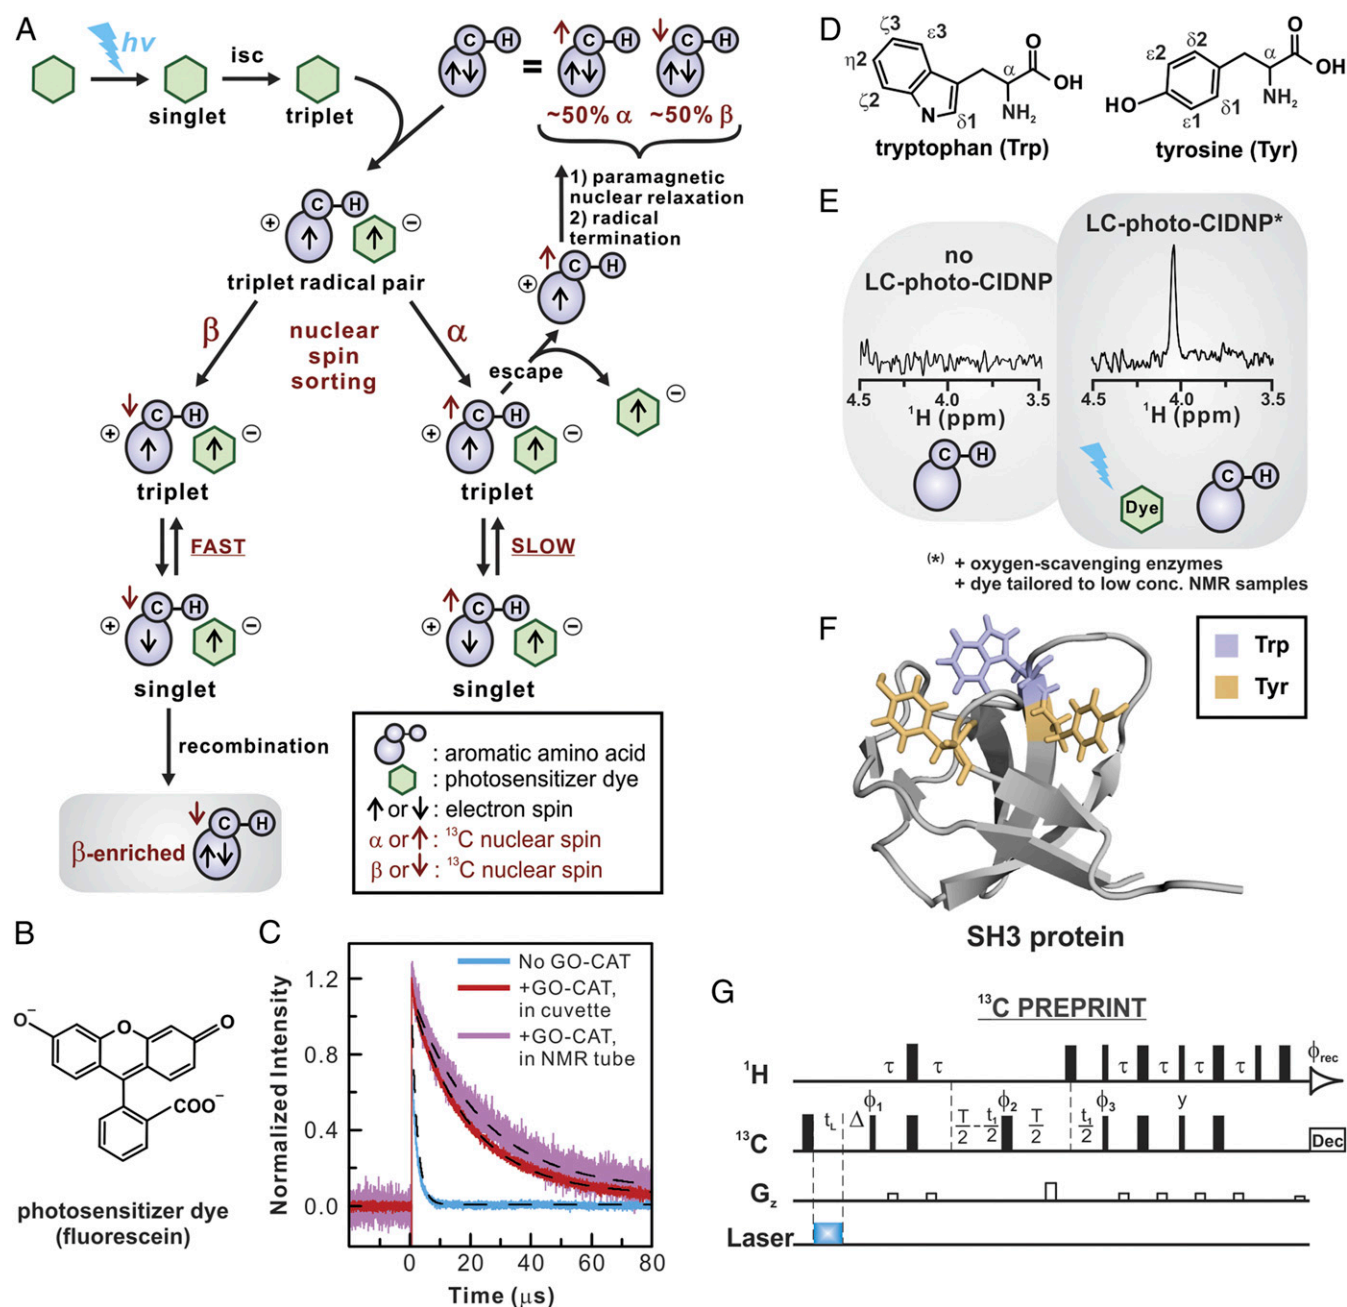 A
hν
isc
singlet
triplet
C H = C H C H
~50% α ~50% β
1) paramagnetic
nuclear relaxation
2) radical
termination
C H
+ −
triplet radical pair
C H
+
β
nuclear
spin
sorting
α
escape
−
C H
+ −
triplet
C H
+ −
triplet
FAST
SLOW
C H
+ −
singlet
C H
+ −
singlet
recombination
β-enriched
C H
: aromatic amino acid
: photosensitizer dye
or : electron spin
α or : ¹³C nuclear spin
β or : ¹³C nuclear spin
B
O⁻
O
O
COO⁻
photosensitizer dye
(fluorescein)
C
Normalized Intensity
1.2
0.8
0.4
0.0
No GO-CAT
+GO-CAT,
in cuvette
+GO-CAT,
in NMR tube
0 20 40 60 80
Time (μs)
D
ζ3
ε3
η2
ζ2
N
δ1
α
O
OH
NH₂
tryptophan (Trp)
δ2
ε2
HO
ε1
δ1
α
O
OH
NH₂
tyrosine (Tyr)
E
no
LC-photo-CIDNP
4.5 4.0 3.5
¹H (ppm)
C H
LC-photo-CIDNP*
4.5 4.0 3.5
¹H (ppm)
Dye
C H
(*) + oxygen-scavenging enzymes
+ dye tailored to low conc. NMR samples
F
Trp
Tyr
SH3 protein
G
¹³C PREPRINT
¹H
τ τ τ τ τ τ
ϕrec
¹³C
tL Δ ϕ1 T/2 - t1/2 ϕ2 T/2 t1/2 ϕ3 y
Dec
Gz
Laser